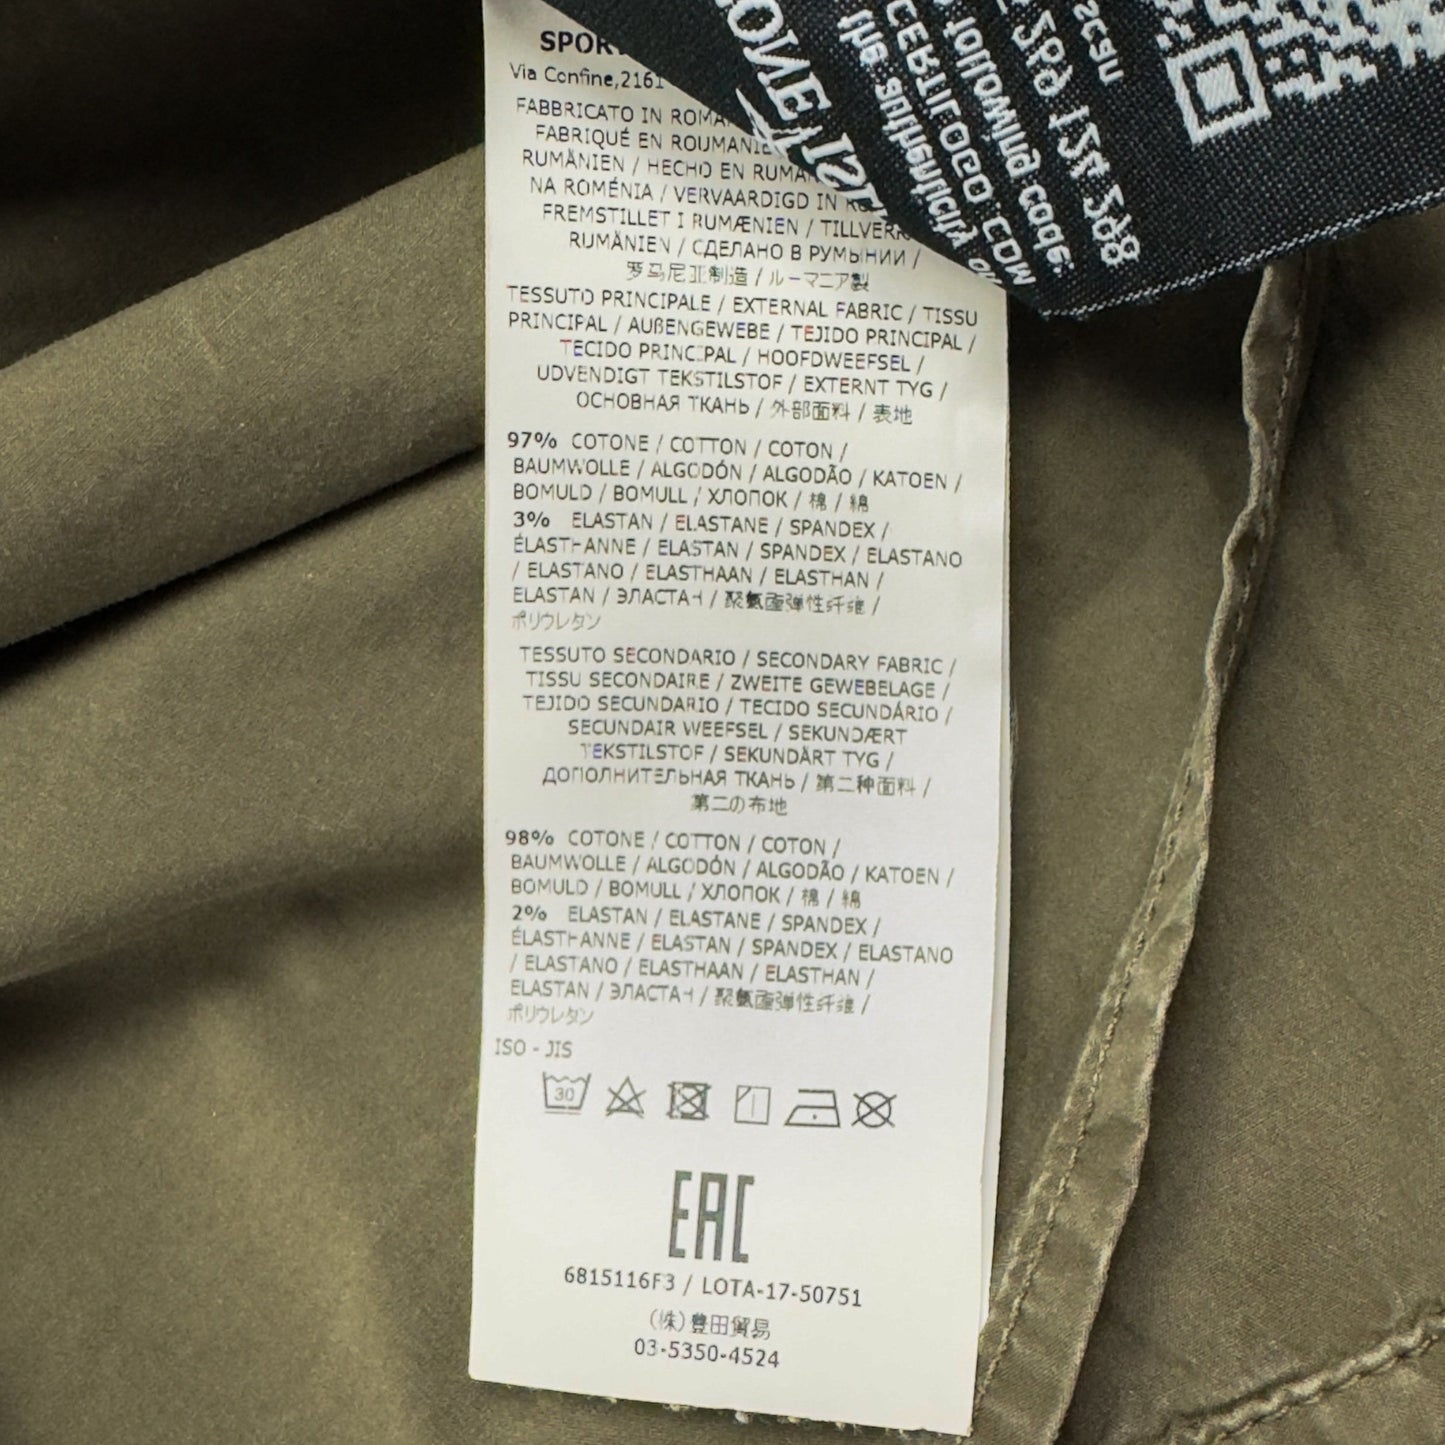 Via Confine,2161
FABBRICATO IN
FABRIQUÉ EN ROUMANIE
RUMÄNIEN / HECHO EN
NA ROMÉNIA / VERVAARDIGD IN
FREMSTILLET I RUMÆNIEN /
RUMÄNIEN / СДЕЛАНО В РУМЫНИИ /
罗马尼亚制造 / ルーマニア製
TESSUTO PRINCIPALE / EXTERNAL FABRIC / TISSU
PRINCIPAL / AUßENGEWEBE / TEJIDO PRINCIPAL /
TECIDO PRINCIPAL / HOOFDWEEFSEL /
UDVENDIGT TEKSTILSTOF / EXTERNT TYG /
ОСНОВНАЯ ТКАНЬ / 外部面料 / 表地
97% COTONE / COTTON / COTON /
BAUMWOLLE / ALGODÓN / ALGODÃO / KATOEN /
BOMULD / BOMULL / ХЛОПОК / 棉 / 綿
3% ELASTAN / ELASTANE / SPANDEX /
ÉLASTHANNE / ELASTAN / SPANDEX / ELASTANO
/ ELASTANO / ELASTHAAN / ELASTHAN /
ELASTAN / ЭЛАСТАН / 聚氨酯弹性纤维 /
ポリウレタン
TESSUTO SECONDARIO / SECONDARY FABRIC /
TISSU SECONDAIRE / ZWEITE GEWEBELAGE /
TEJIDO SECUNDARIO / TECIDO SECUNDÁRIO /
SECUNDAIR WEEFSEL / SEKUNDÆRT
TEKSTILSTOF / SEKUNDÄRT TYG /
ДОПОЛНИТЕЛЬНАЯ ТКАНЬ / 第二种面料 /
第二の布地
98% COTONE / COTTON / COTON /
BAUMWOLLE / ALGODÓN / ALGODÃO / KATOEN /
BOMULD / BOMULL / ХЛОПОК / 棉 / 綿
2% ELASTAN / ELASTANE / SPANDEX /
ÉLASTHANNE / ELASTAN / SPANDEX / ELASTANO
/ ELASTANO / ELASTHAAN / ELASTHAN /
ELASTAN / ЭЛАСТАН / 聚氨酯弹性纤维 /
ポリウレタン
ISO - JIS
30
EAC
6815116F3 / LOTA-17-50751
(株)豊田貿易
03-5350-4524
scan
following code:
CERTILOGO.COM
the authenticity on